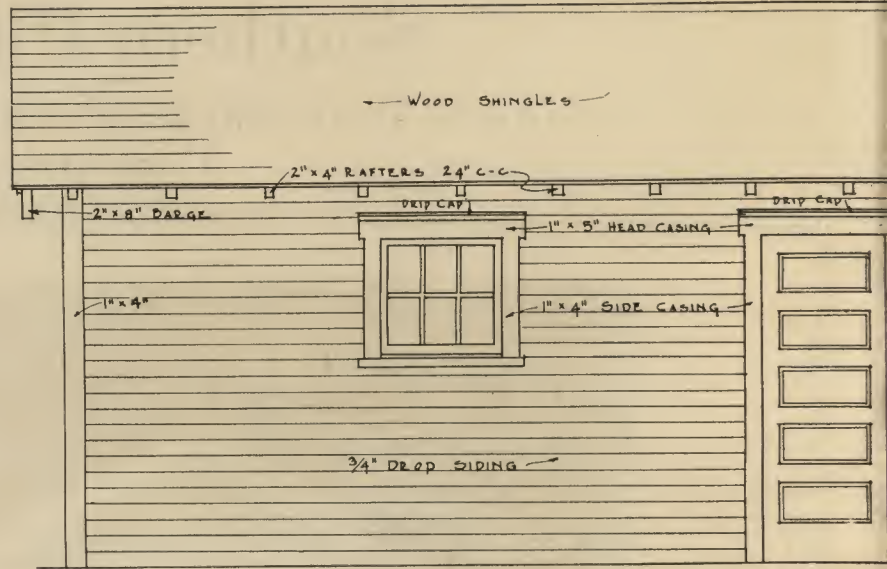 WOOD SHINGLES
2" x 4" RAFTERS 24" C-C
2" x 8" BARGE
DRIP CAP
DRIP CAP
1" x 5" HEAD CASING
1" x 4"
1" x 4" SIDE CASING
3/4" DROP SIDING